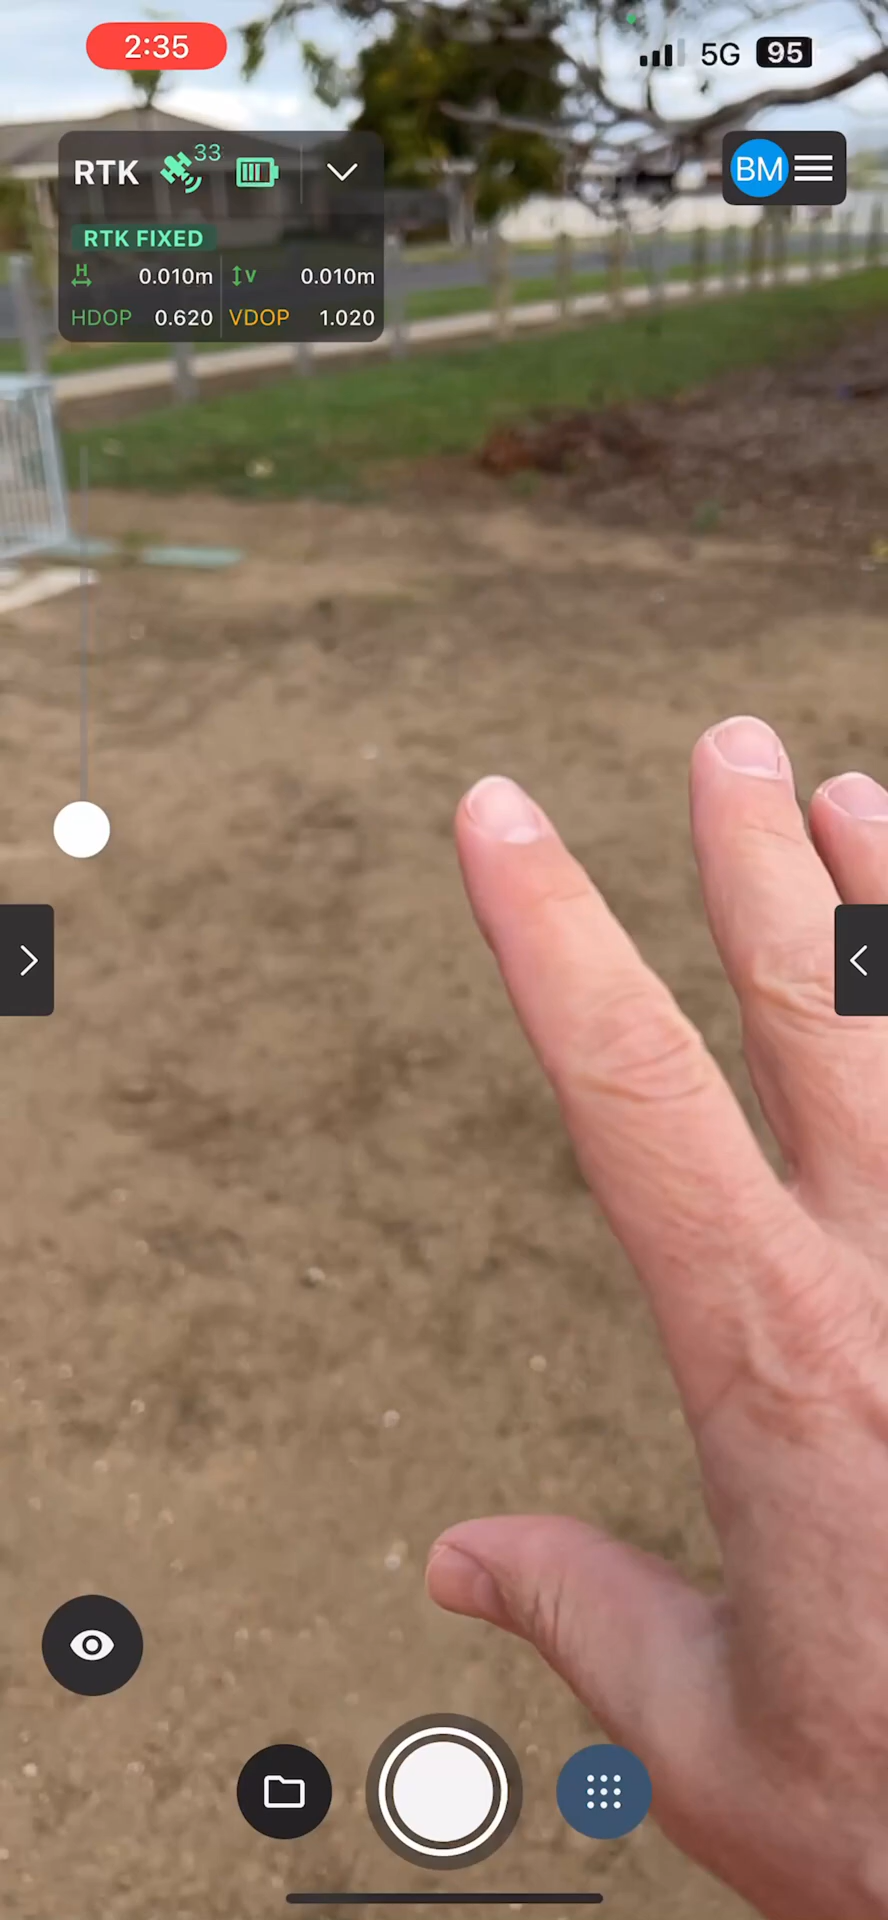 2:35
5G 95
RTK 33
BM
RTK FIXED
H 0.010m V 0.010m
HDOP 0.620 VDOP 1.020